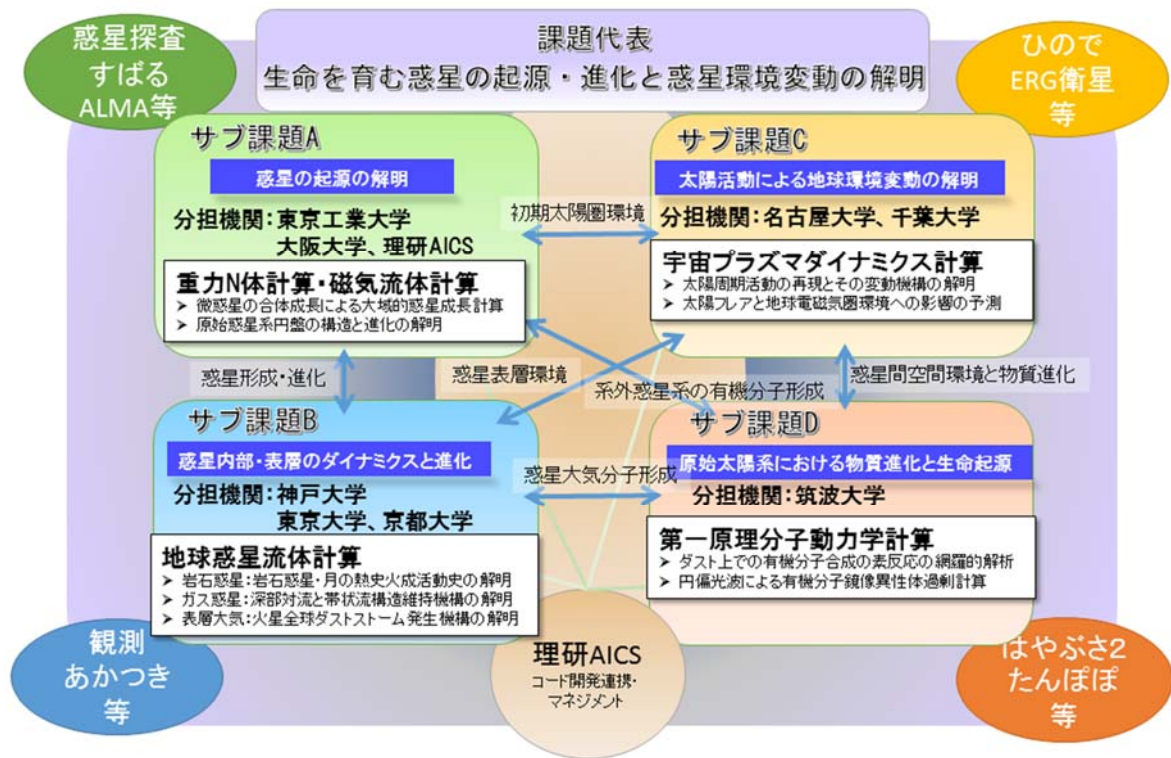 惑星探査
すばる
ALMA等
課題代表
生命を育む惑星の起源・進化と惑星環境変動の解明
ひので
ERG衛星
等
サブ課題A
惑星の起源の解明
分担機関：東京工業大学
大阪大学、理研AICS
重力N体計算・磁気流体計算
➢ 微惑星の合体成長による大域的惑星成長計算
➢ 原始惑星系円盤の構造と進化の解明
初期太陽圏環境
サブ課題C
太陽活動による地球環境変動の解明
分担機関：名古屋大学、千葉大学
宇宙プラズマダイナミクス計算
➢ 太陽周期活動の再現とその変動機構の解明
➢ 太陽フレアと地球電磁気圏環境への影響の予測
惑星形成・進化
惑星表層環境
系外惑星系の有機分子形成
惑星間空間環境と物質進化
サブ課題B
惑星内部・表層のダイナミクスと進化
分担機関：神戸大学
東京大学、京都大学
地球惑星流体計算
➢ 岩石惑星：岩石惑星・月の熱史火成活動史の解明
➢ ガス惑星：深部対流と帯状流構造維持機構の解明
➢ 表層大気：火星全球ダストストーム発生機構の解明
惑星大気分子形成
サブ課題D
原始太陽系における物質進化と生命起源
分担機関：筑波大学
第一原理分子動力学計算
➢ ダスト上での有機分子合成の素反応の網羅的解析
➢ 円偏光波による有機分子鏡像異性体過剰計算
観測
あかつき
等
理研AICS
コード開発連携・
マネジメント
はやぶさ2
たんぽぽ
等